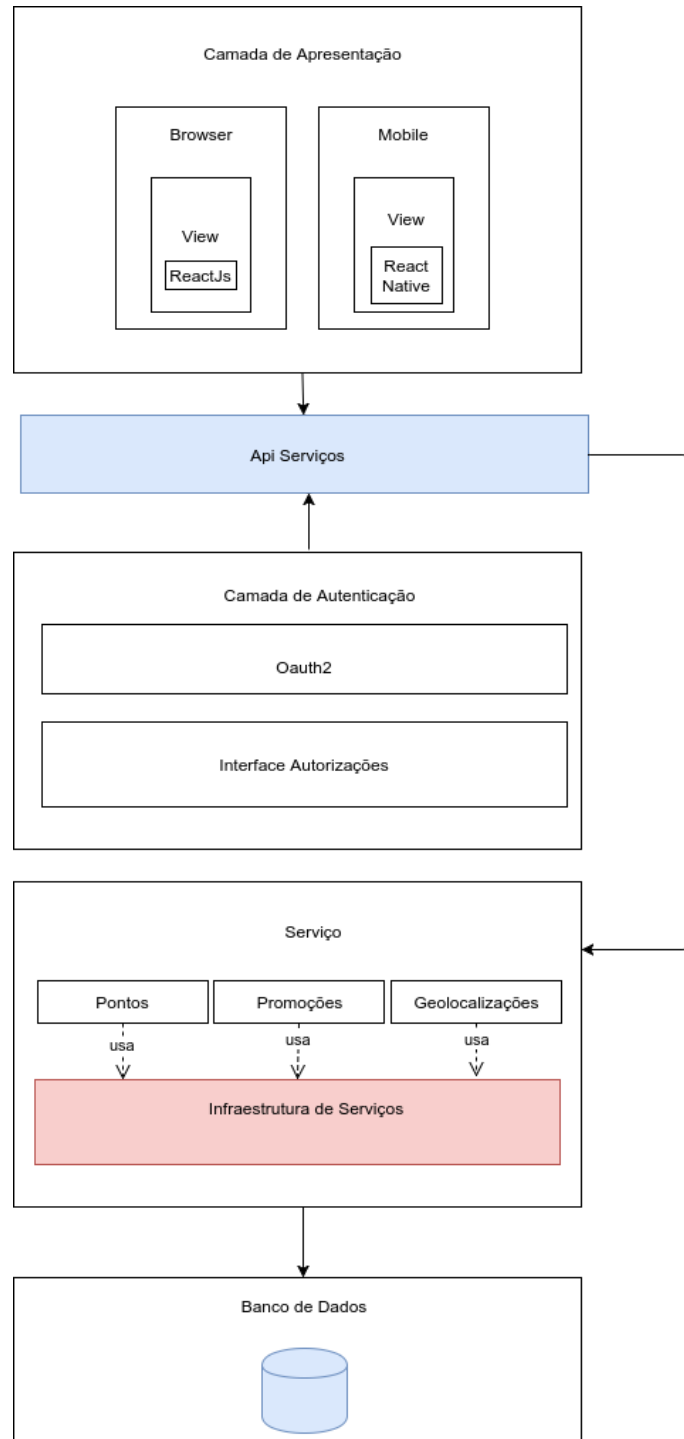 Camada de Apresentação
Browser
Mobile
View
ReactJs
View
React
Native
Api Serviços
Camada de Autenticação
Oauth2
Interface Autorizações
Serviço
Pontos
Promoções
Geolocalizações
usa
usa
usa
Infraestrutura de Serviços
Banco de Dados